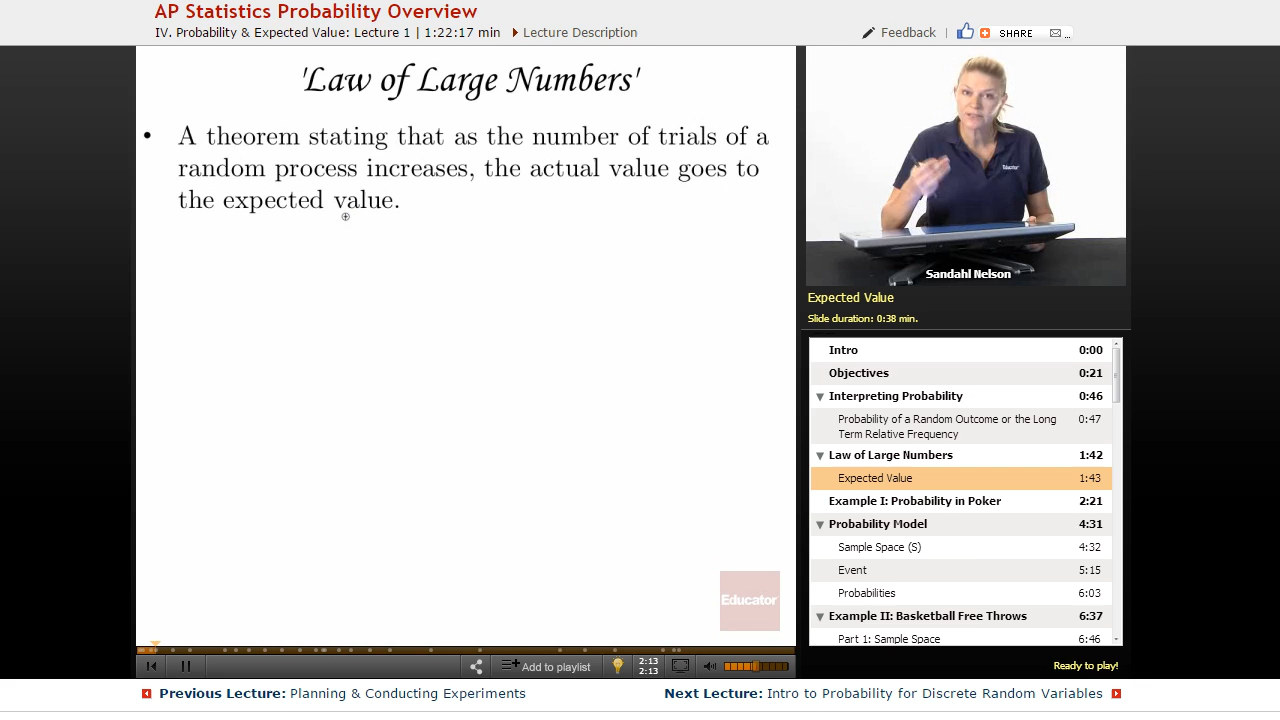 AP Statistics Probability Overview
IV. Probability & Expected Value: Lecture 1 | 1:22:17 min
Lecture Description
Feedback | SHARE ...
'Law of Large Numbers'
• A theorem stating that as the number of trials of a
random process increases, the actual value goes to
the expected value.
Educator
Educator
Sandahl Nelson
Expected Value
Slide duration: 0:38 min.
Intro 0:00
Objectives 0:21
Interpreting Probability 0:46
Probability of a Random Outcome or the Long 0:47
Term Relative Frequency
Law of Large Numbers 1:42
Expected Value 1:43
Example I: Probability in Poker 2:21
Probability Model 4:31
Sample Space (S) 4:32
Event 5:15
Probabilities 6:03
Example II: Basketball Free Throws 6:37
Part 1: Sample Space 6:46
Add to playlist
2:13
2:13
Ready to play!
Previous Lecture: Planning & Conducting Experiments
Next Lecture: Intro to Probability for Discrete Random Variables